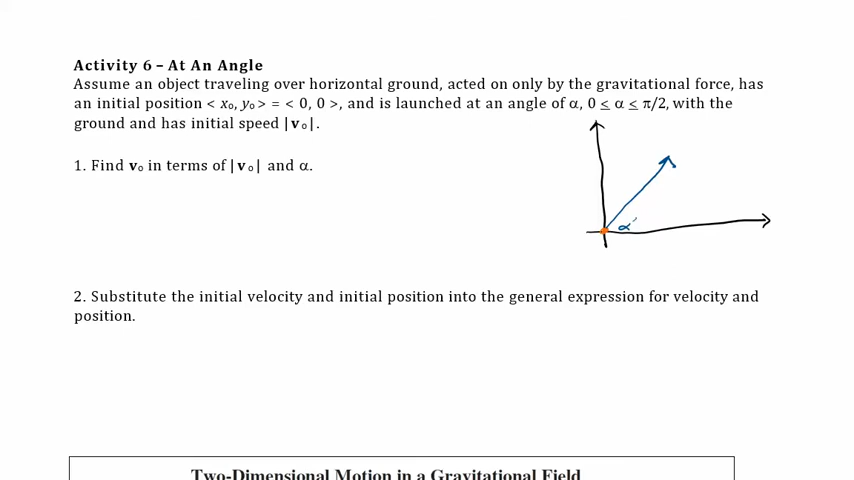 Activity 6 – At An Angle
Assume an object traveling over horizontal ground, acted on only by the gravitational force, has
an initial position < x₀, y₀ > = < 0, 0 >, and is launched at an angle of α, 0 ≤ α ≤ π/2, with the
ground and has initial speed |v₀|.
1. Find v₀ in terms of |v₀| and α.
α
2. Substitute the initial velocity and initial position into the general expression for velocity and
position.
Two-Dimensional Motion in a Gravitational Field